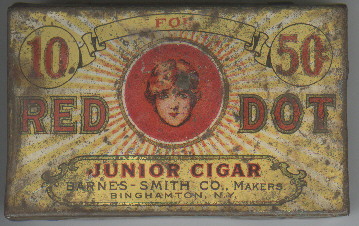 FOR
10 50¢
RED DOT
JUNIOR CIGAR
BARNES-SMITH CO., MAKERS
BINGHAMTON, N.Y.